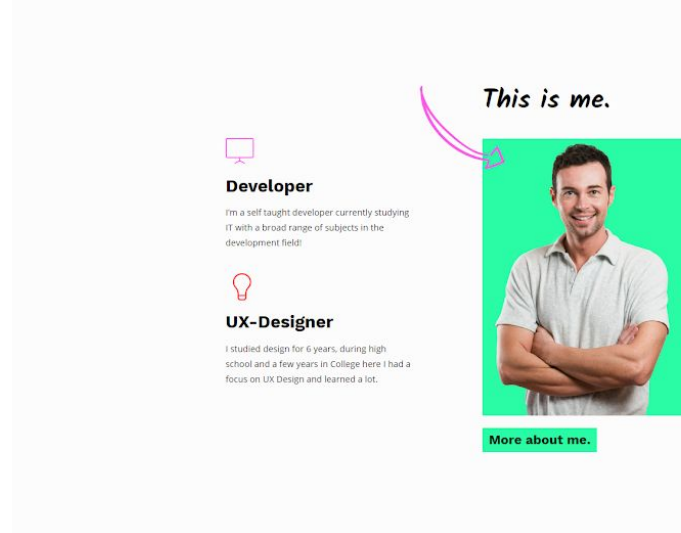 This is me.
Developer
I'm a self taught developer currently studying
IT with a broad range of subjects in the
development field!
UX-Designer
I studied design for 6 years, during high
school and a few years in College here I had a
focus on UX Design and learned a lot.
More about me.